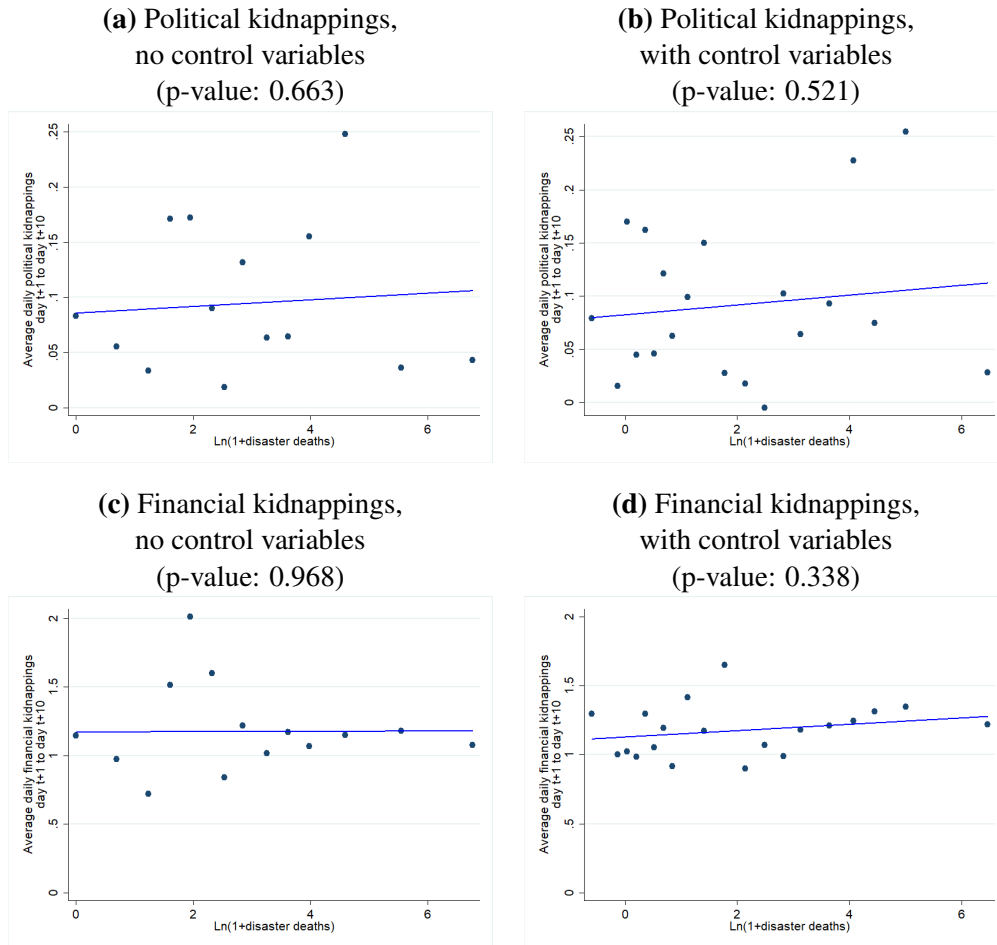 (a) Political kidnappings,
no control variables
(p-value: 0.663)
Average daily political kidnappings
day t+1 to day t+10
0
.05
.1
.15
.2
.25
0
2
4
6
Ln(1+disaster deaths)
(b) Political kidnappings,
with control variables
(p-value: 0.521)
Average daily political kidnappings
day t+1 to day t+10
0
.05
.1
.15
.2
.25
0
2
4
6
Ln(1+disaster deaths)
(c) Financial kidnappings,
no control variables
(p-value: 0.968)
Average daily financial kidnappings
day t+1 to day t+10
0
.5
1
1.5
2
0
2
4
6
Ln(1+disaster deaths)
(d) Financial kidnappings,
with control variables
(p-value: 0.338)
Average daily financial kidnappings
day t+1 to day t+10
0
.5
1
1.5
2
0
2
4
6
Ln(1+disaster deaths)